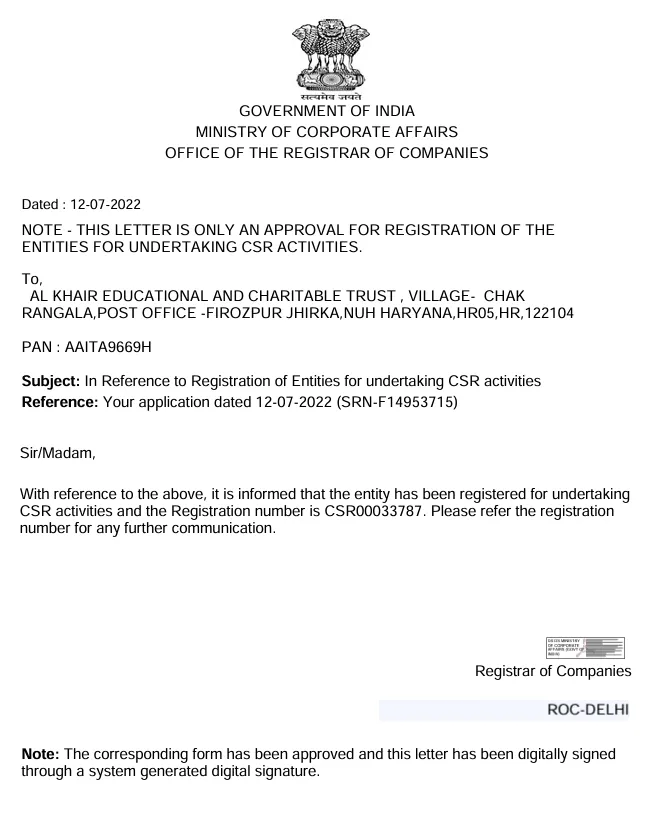 सत्यमेव जयते
GOVERNMENT OF INDIA
MINISTRY OF CORPORATE AFFAIRS
OFFICE OF THE REGISTRAR OF COMPANIES
Dated : 12-07-2022
NOTE - THIS LETTER IS ONLY AN APPROVAL FOR REGISTRATION OF THE
ENTITIES FOR UNDERTAKING CSR ACTIVITIES.
To,
AL KHAIR EDUCATIONAL AND CHARITABLE TRUST , VILLAGE- CHAK
RANGALA,POST OFFICE -FIROZPUR JHIRKA,NUH HARYANA,HR05,HR,122104
PAN : AAITA9669H
Subject: In Reference to Registration of Entities for undertaking CSR activities
Reference: Your application dated 12-07-2022 (SRN-F14953715)
Sir/Madam,
With reference to the above, it is informed that the entity has been registered for undertaking
CSR activities and the Registration number is CSR00033787. Please refer the registration
number for any further communication.
MINISTRY
OF CORPORATE
AFFAIRS (GOVT OF
INDIA)
Registrar of Companies
ROC-DELHI
Note: The corresponding form has been approved and this letter has been digitally signed
through a system generated digital signature.